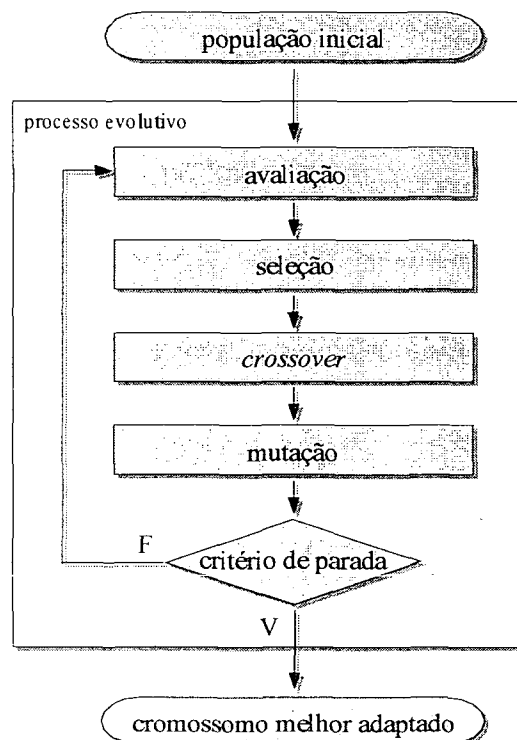 população inicial
processo evolutivo
avaliação
seleção
crossover
mutação
F
critério de parada
V
cromossomo melhor adaptado